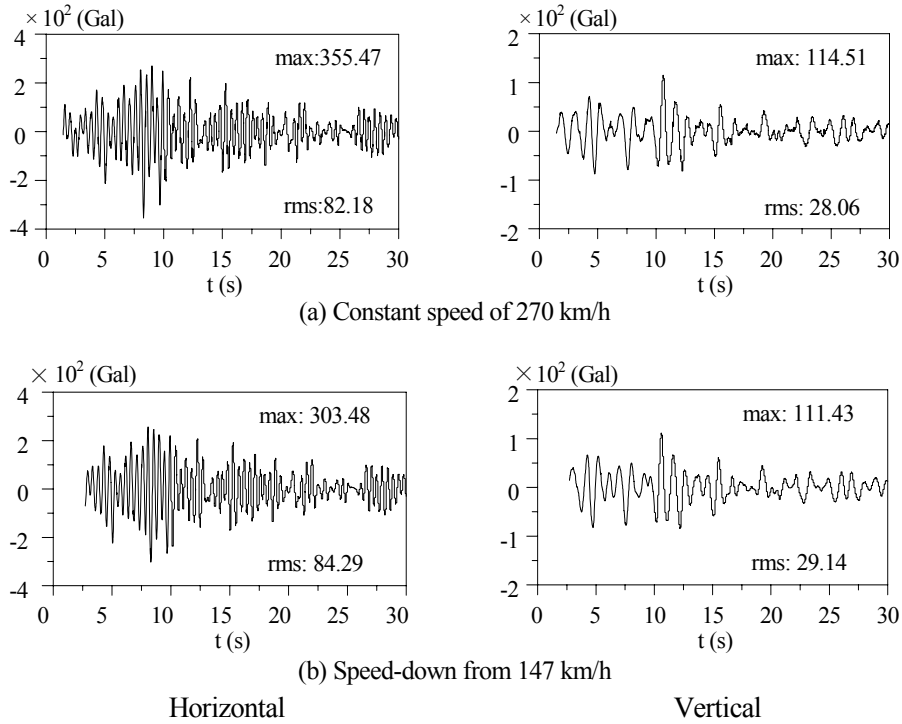 × 10² (Gal)
4
2
0
-2
-4
max:355.47
rms:82.18
0 5 10 15 20 25 30
t (s)
× 10² (Gal)
2
1
0
-1
-2
max: 114.51
rms: 28.06
0 5 10 15 20 25 30
t (s)
(a) Constant speed of 270 km/h
× 10² (Gal)
4
2
0
-2
-4
max: 303.48
rms: 84.29
0 5 10 15 20 25 30
t (s)
× 10² (Gal)
2
1
0
-1
-2
max: 111.43
rms: 29.14
0 5 10 15 20 25 30
t (s)
(b) Speed-down from 147 km/h
Horizontal Vertical